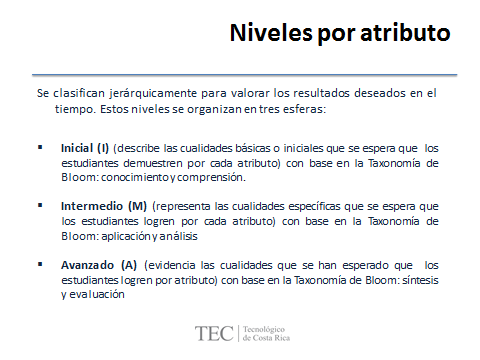 Niveles por atributo
Se clasifican jerárquicamente para valorar los resultados deseados en el
tiempo. Estos niveles se organizan en tres esferas:
▪ Inicial (I) (describe las cualidades básicas o iniciales que se espera que los
estudiantes demuestren por cada atributo) con base en la Taxonomía de
Bloom: conocimiento y comprensión.
▪ Intermedio (M) (representa las cualidades específicas que se espera que
los estudiantes logren por cada atributo) con base en la Taxonomía de
Bloom: aplicación y análisis
▪ Avanzado (A) (evidencia las cualidades que se han esperado que los
estudiantes logren por atributo) con base en la Taxonomía de Bloom: síntesis
y evaluación
TEC | Tecnológico
de Costa Rica